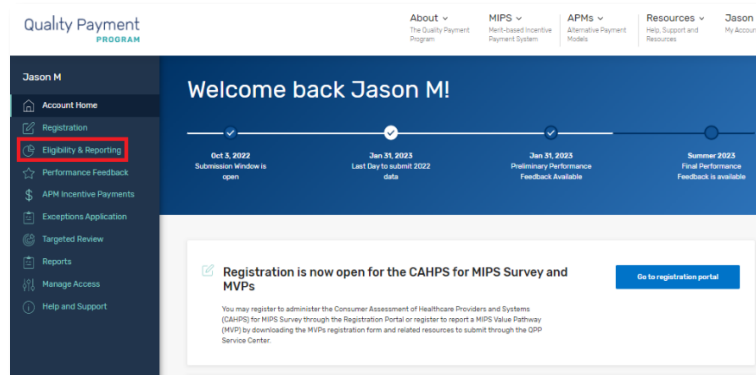 Quality Payment
PROGRAM
About
The Quality Payment
Program
MIPS
Merit-based Incentive
Payment System
APMs
Alternative Payment
Models
Resources
Help, Support and
Resources
Jason
My Accoun
Jason M
Account Home
Registration
Eligibility & Reporting
Performance Feedback
$ APM Incentive Payments
Exceptions Application
Targeted Review
Reports
Manage Access
Help and Support
Welcome back Jason M!
Oct 3, 2022
Submission Window is
open
Jan 31, 2023
Last Day to submit 2022
data
Jan 31, 2023
Preliminary Performance
Feedback Available
Summer 2023
Final Performance
Feedback is available
Registration is now open for the CAHPS for MIPS Survey and
MVPs
You may register to administer the Consumer Assessment of Healthcare Providers and Systems
(CAHPS) for MIPS Survey through the Registration Portal or register to report a MIPS Value Pathway
(MVP) by downloading the MVPs registration form and related resources to submit through the QPP
Service Center.
Go to registration portal